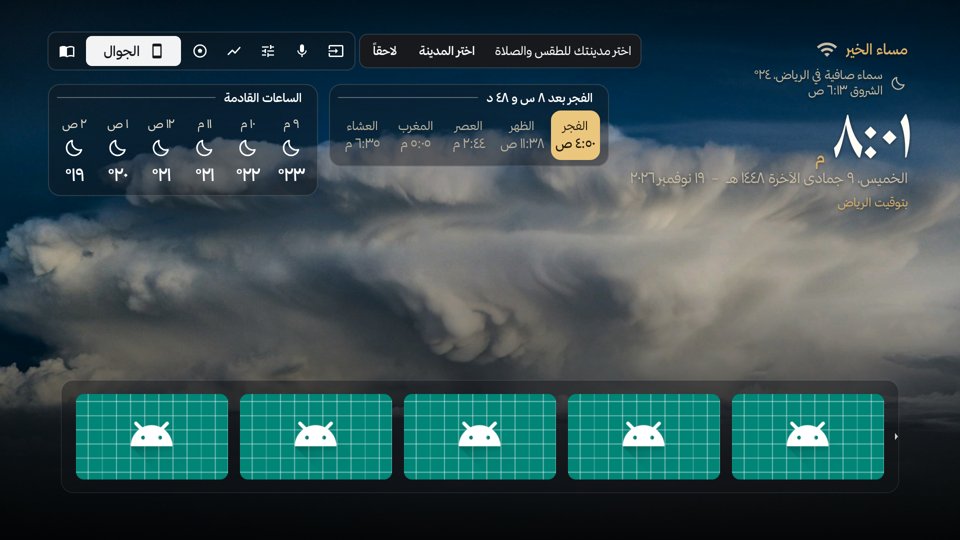 مساء الخير
سماء صافية في الرياض، ٢٤°
الشروق ٦:١٣ ص
٨:٠١ م
الخميس، ٩ جمادى الآخرة ١٤٤٨ هـ – ١٩ نوفمبر ٢٠٢٦
بتوقيت الرياض
اختر مدينتك للطقس والصلاة اختر المدينة لاحقاً
الجوال
الفجر بعد ٨ س و ٤٨ د
الفجر الظهر العصر المغرب العشاء
٤:٥٠ ص ١١:٣٨ ص ٢:٤٤ م ٥:٠٥ م ٦:٣٥ م
الساعات القادمة
٩ م ١٠ م ١١ م ١٢ ص ١ ص ٢ ص
٢٣° ٢٢° ٢١° ٢١° ٢٠° ١٩°